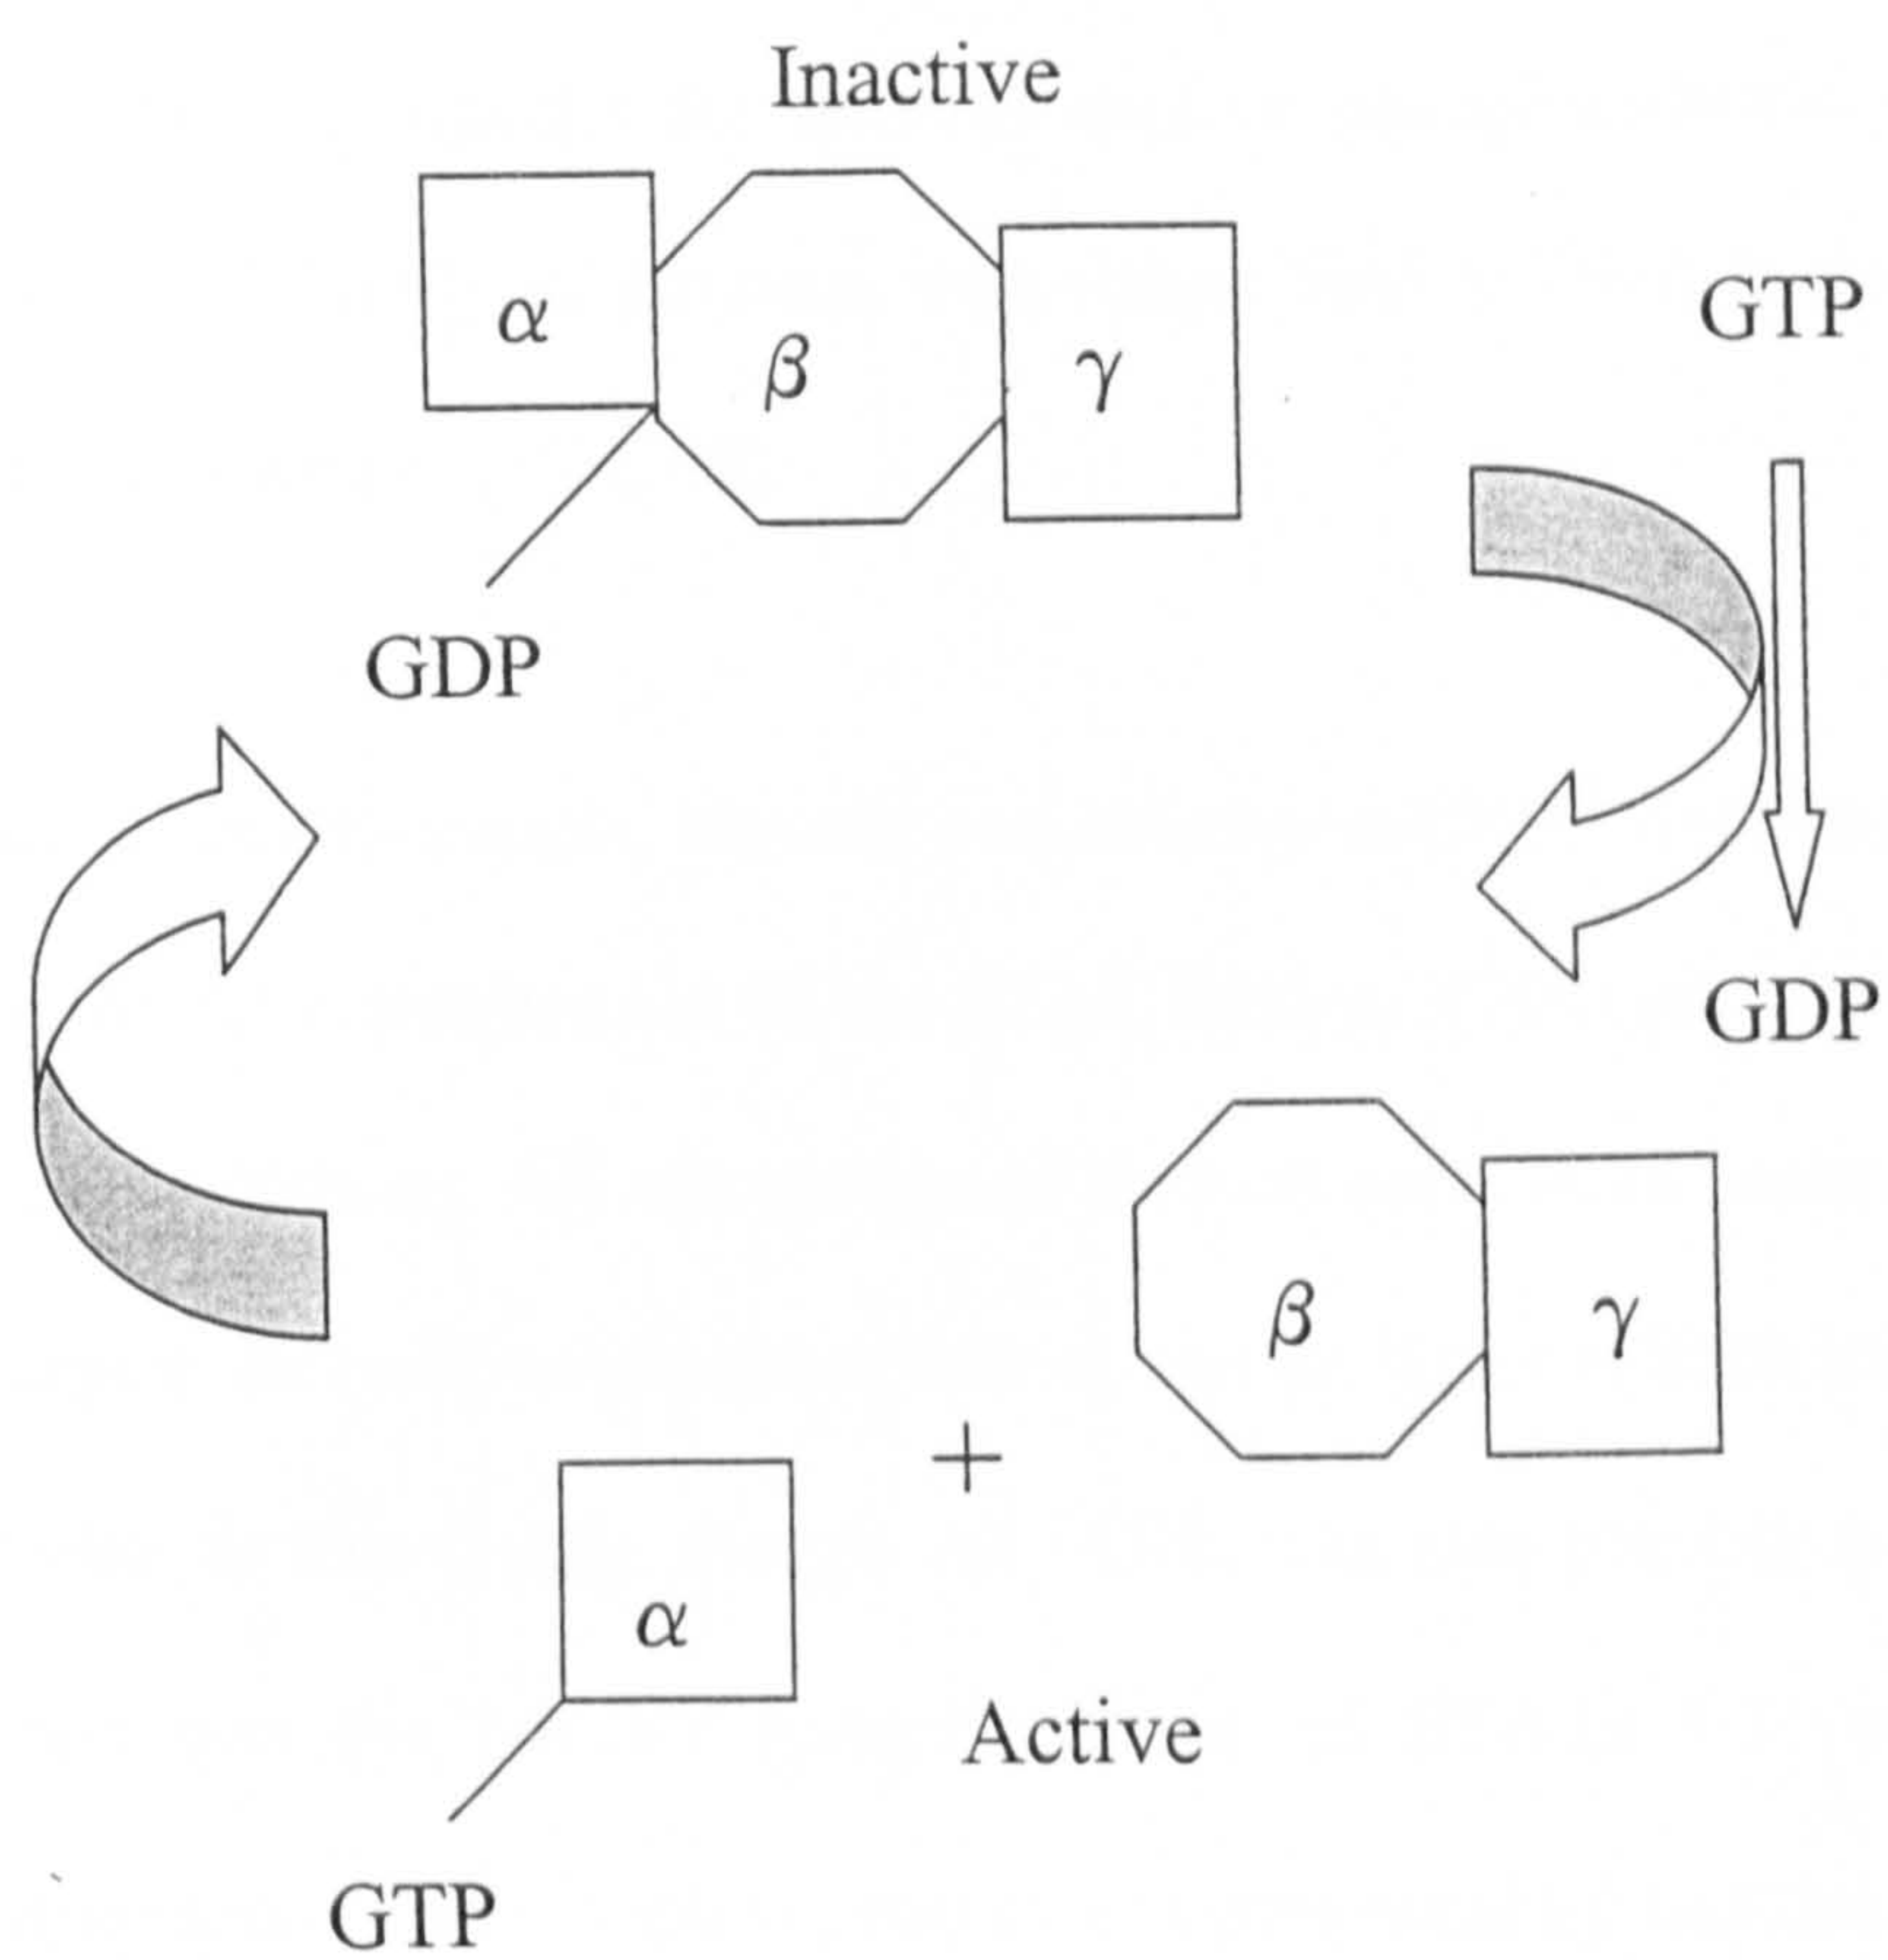 Inactive
α
β
γ
GTP
GDP
GDP
β
γ
+
α
Active
GTP